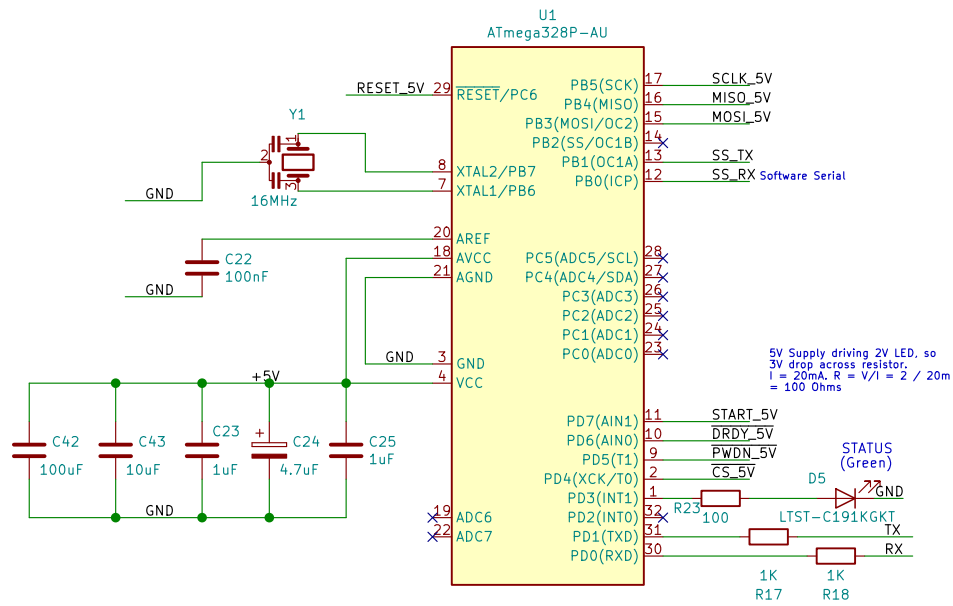 U1
ATmega328P-AU
RESET_5V
29
RESET/PC6
Y1
1
2
3
16MHz
GND
8
XTAL2/PB7
7
XTAL1/PB6
20
AREF
18
AVCC
21
AGND
C22
100nF
GND
GND
3
GND
+5V
4
VCC
C42
100uF
C43
10uF
C23
1uF
+
C24
4.7uF
C25
1uF
GND
19
ADC6
22
ADC7
PB5(SCK)
17
SCLK_5V
PB4(MISO)
16
MISO_5V
PB3(MOSI/OC2)
15
MOSI_5V
PB2(SS/OC1B)
14
PB1(OC1A)
13
SS_TX
PB0(ICP)
12
SS_RX
Software Serial
PC5(ADC5/SCL)
28
PC4(ADC4/SDA)
27
PC3(ADC3)
26
PC2(ADC2)
25
PC1(ADC1)
24
PC0(ADC0)
23
5V Supply driving 2V LED, so
3V drop across resistor.
I = 20mA. R = V/I = 2 / 20m
= 100 Ohms
PD7(AIN1)
11
START_5V
PD6(AIN0)
10
DRDY_5V
PD5(T1)
9
PWDN_5V
PD4(XCK/T0)
2
CS_5V
PD3(INT1)
1
R23
100
STATUS
(Green)
D5
GND
LTST-C191KGKT
PD2(INT0)
32
PD1(TXD)
31
TX
PD0(RXD)
30
RX
1K
R17
1K
R18